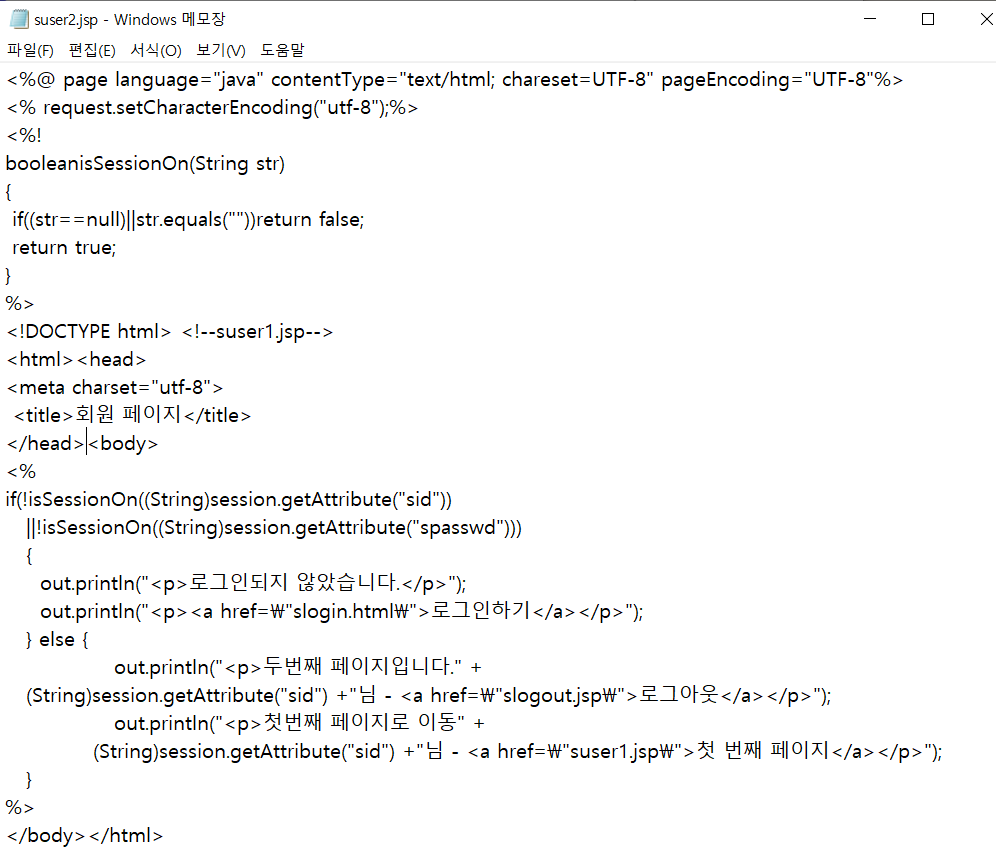 suser2.jsp - Windows 메모장
파일(F) 편집(E) 서식(O) 보기(V) 도움말
<%@ page language="java" contentType="text/html; chareset=UTF-8" pageEncoding="UTF-8"%>
<% request.setCharacterEncoding("utf-8");%>
<%!
booleanisSessionOn(String str)
{
 if((str==null)||str.equals(""))return false;
 return true;
}
%>
<!DOCTYPE html> <!--suser1.jsp-->
<html><head>
<meta charset="utf-8">
 <title>회원 페이지</title>
</head><body>
<%
if(!isSessionOn((String)session.getAttribute("sid"))
   ||!isSessionOn((String)session.getAttribute("spasswd")))
   {
     out.println("<p>로그인되지 않았습니다.</p>");
     out.println("<p><a href=₩"slogin.html₩">로그인하기</a></p>");
   } else {
                out.println("<p>두번째 페이지입니다." +
   (String)session.getAttribute("sid") +"님 - <a href=₩"slogout.jsp₩">로그아웃</a></p>");
                out.println("<p>첫번째 페이지로 이동" +
             (String)session.getAttribute("sid") +"님 - <a href=₩"suser1.jsp₩">첫 번째 페이지</a></p>");
   }
%>
</body></html>